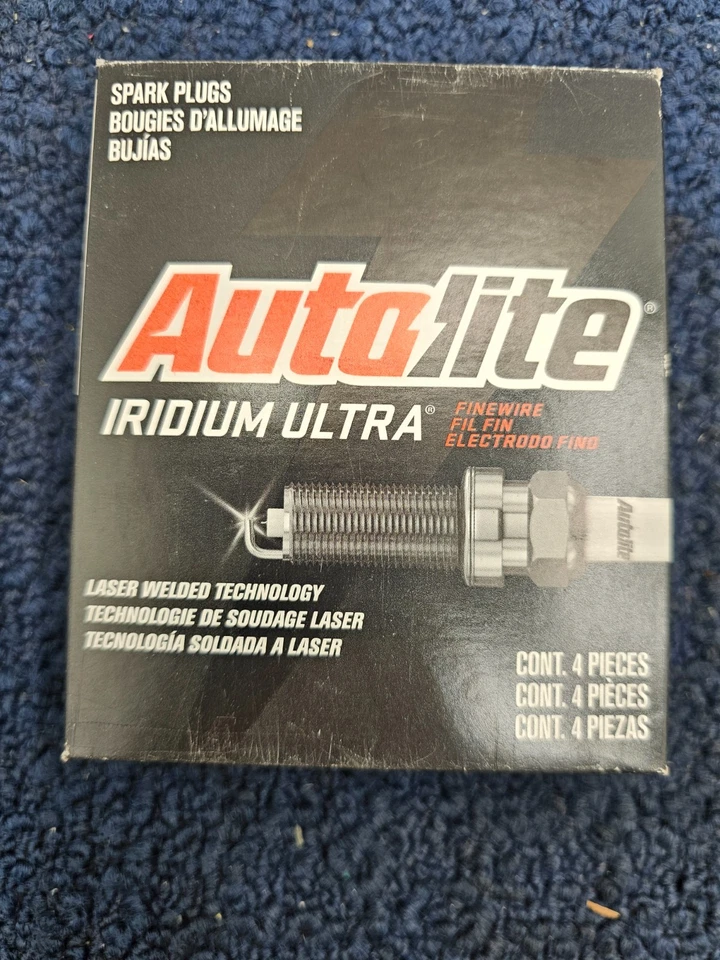 SPARK PLUGS
BOUGIES D'ALLUMAGE
BUJÍAS
Autolite®
IRIDIUM ULTRA®
FINEWIRE
FIL FIN
ELECTRODO FINO
Autolite
LASER WELDED TECHNOLOGY
TECHNOLOGIE DE SOUDAGE LASER
TECNOLOGÍA SOLDADA A LASER
CONT. 4 PIECES
CONT. 4 PIÈCES
CONT. 4 PIEZAS